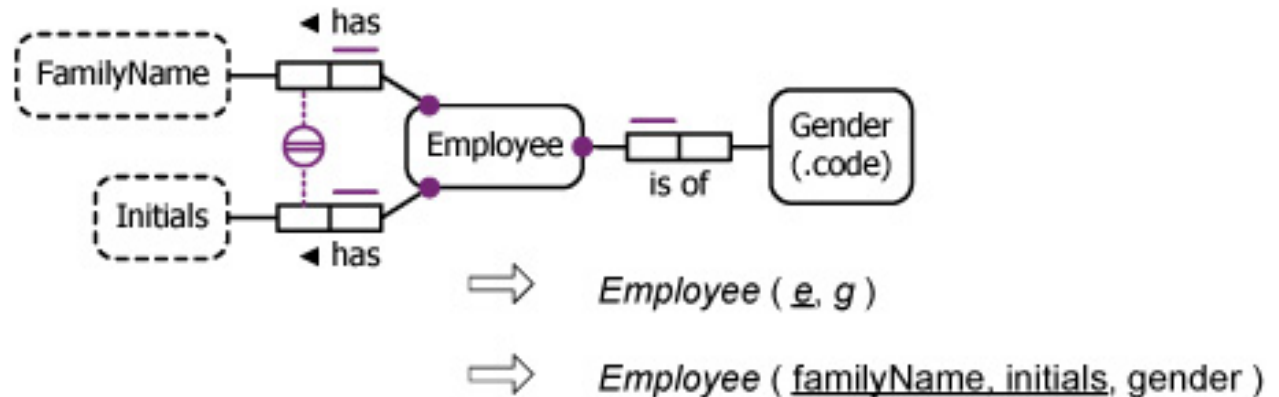 ◄ has
FamilyName
Employee
Gender
(.code)
is of
Initials
◄ has
Employee ( e, g )
Employee ( familyName, initials, gender )